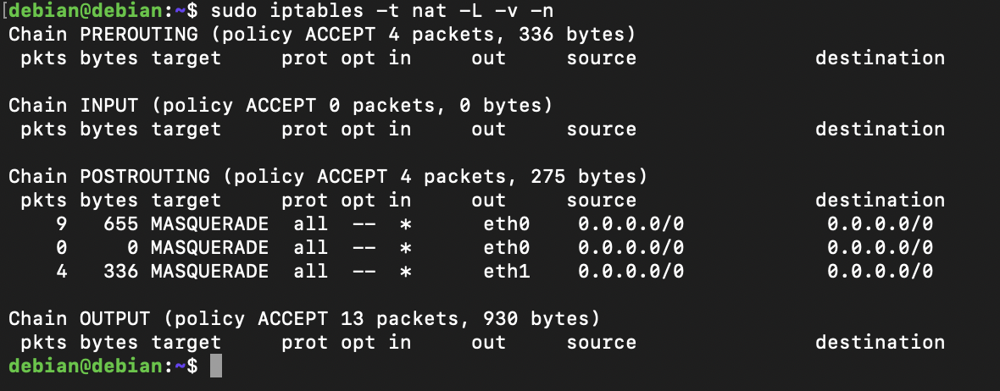 [debian@debian:~$ sudo iptables -t nat -L -v -n
Chain PREROUTING (policy ACCEPT 4 packets, 336 bytes)
 pkts bytes target     prot opt in     out     source               destination

Chain INPUT (policy ACCEPT 0 packets, 0 bytes)
 pkts bytes target     prot opt in     out     source               destination

Chain POSTROUTING (policy ACCEPT 4 packets, 275 bytes)
 pkts bytes target     prot opt in     out     source               destination
    9   655 MASQUERADE  all  --  *      eth0    0.0.0.0/0            0.0.0.0/0
    0     0 MASQUERADE  all  --  *      eth0    0.0.0.0/0            0.0.0.0/0
    4   336 MASQUERADE  all  --  *      eth1    0.0.0.0/0            0.0.0.0/0

Chain OUTPUT (policy ACCEPT 13 packets, 930 bytes)
 pkts bytes target     prot opt in     out     source               destination
debian@debian:~$